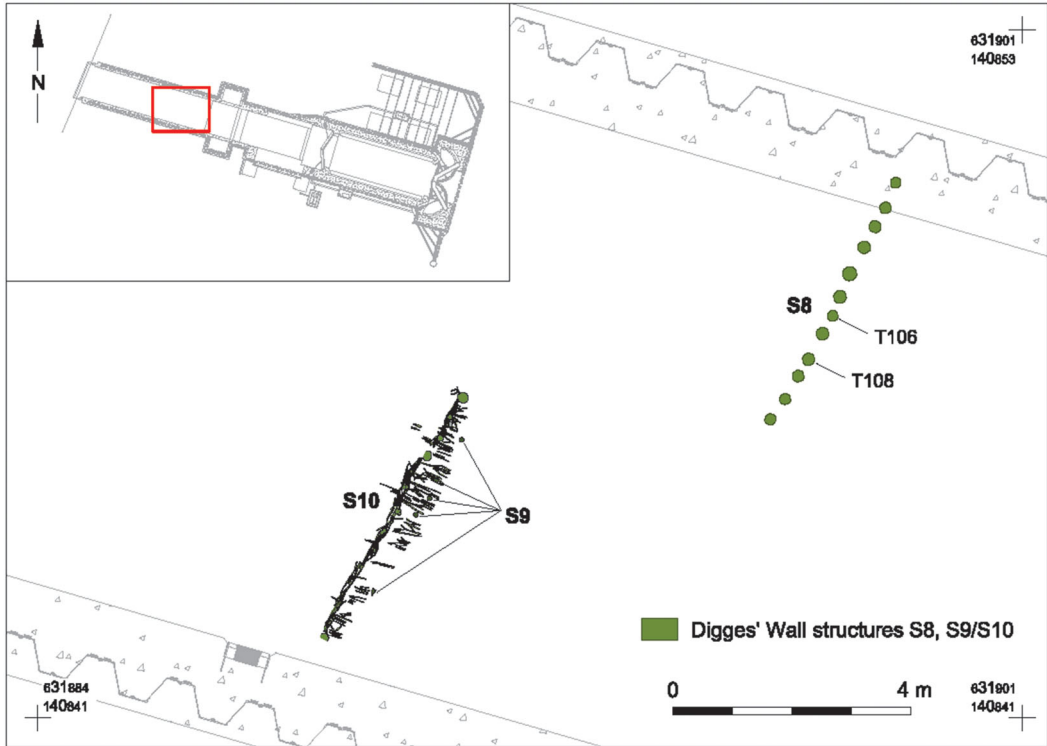 N
631901
140853
S8
T106
T108
S10
S9
Digges' Wall structures S8, S9/S10
0 4 m
631884
140841
631901
140841